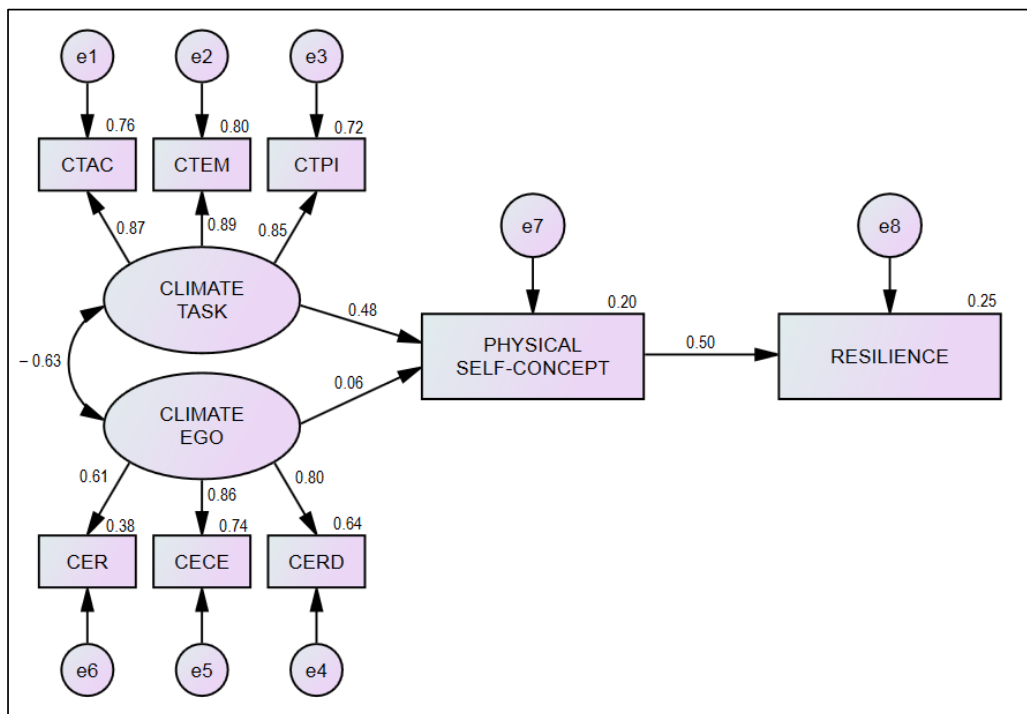 e1
e2
e3
0.76
0.80
0.72
CTAC
CTEM
CTPI
0.87
0.89
0.85
e7
e8
CLIMATE
TASK
0.48
0.20
0.25
PHYSICAL
SELF-CONCEPT
0.50
RESILIENCE
– 0.63
0.06
CLIMATE
EGO
0.61
0.86
0.80
0.38
0.74
0.64
CER
CECE
CERD
e6
e5
e4